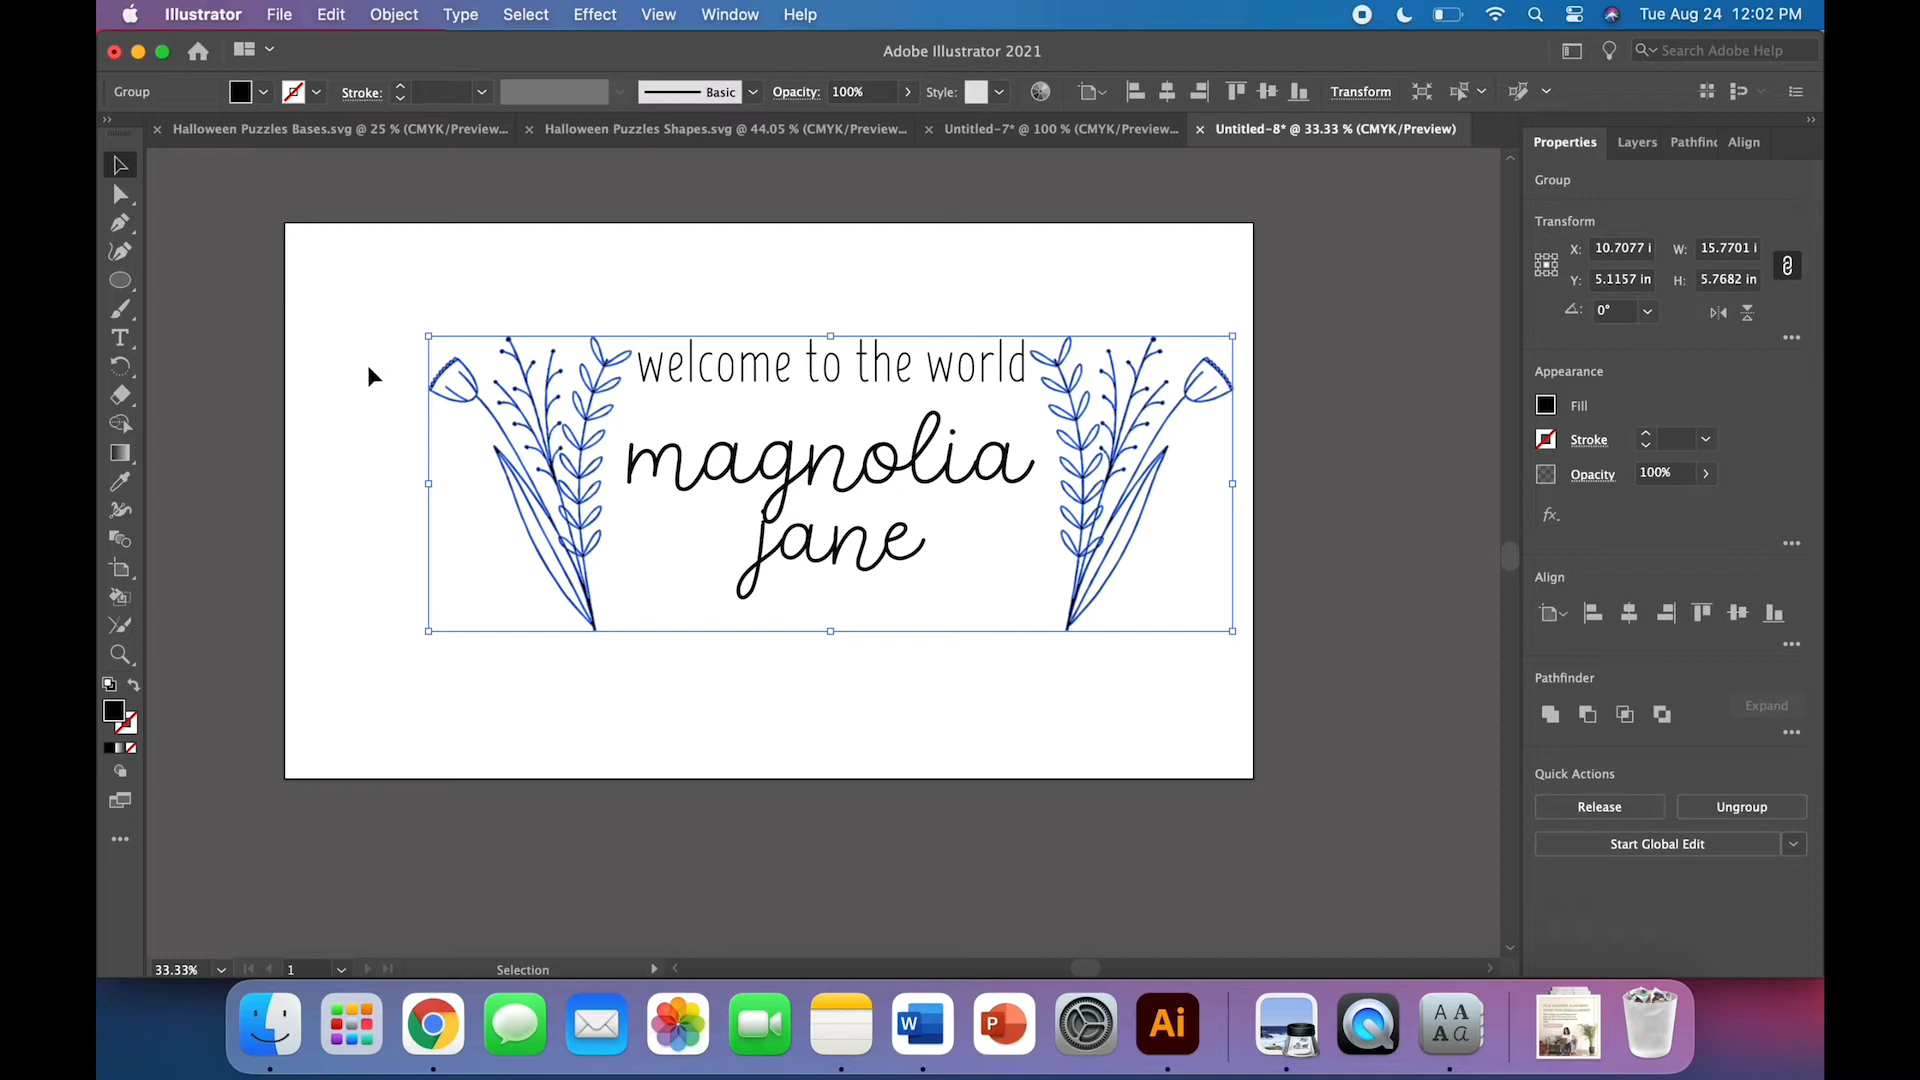 Illustrator File Edit Object Type Select Effect View Window Help Tue Aug 24 12:02 PM
Adobe Illustrator 2021 Search Adobe Help
Group Stroke: Basic Opacity: 100% Style: Transform
Halloween Puzzles Bases.svg @ 25 % (CMYK/Preview... Halloween Puzzles Shapes.svg @ 44.05 % (CMYK/Preview... Untitled-7* @ 100 % (CMYK/Preview... Untitled-8* @ 33.33 % (CMYK/Preview)
Properties Layers Pathfinc Align
Group
Transform
X: 10.7077 i W: 15.7701 i
Y: 5.1157 in H: 5.7682 in
0°
Appearance
Fill
Stroke
Opacity 100%
fx.
Align
Pathfinder
Expand
Quick Actions
Release Ungroup
Start Global Edit
welcome to the world
magnolia
jane
33.33% 1 Selection
W P Ai A A
A a